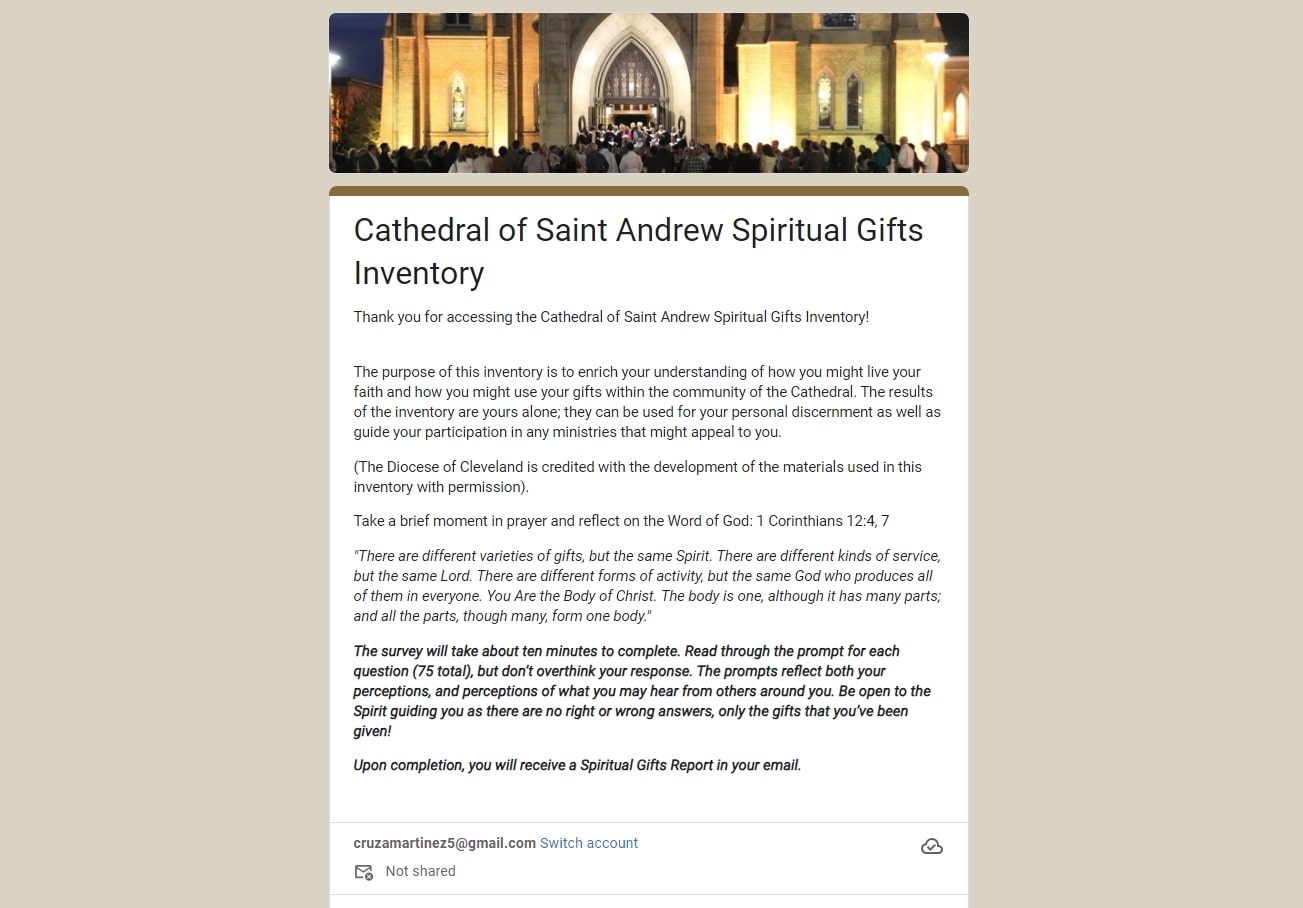 Cathedral of Saint Andrew Spiritual Gifts
Inventory
Thank you for accessing the Cathedral of Saint Andrew Spiritual Gifts Inventory!
The purpose of this inventory is to enrich your understanding of how you might live your
faith and how you might use your gifts within the community of the Cathedral. The results
of the inventory are yours alone; they can be used for your personal discernment as well as
guide your participation in any ministries that might appeal to you.
(The Diocese of Cleveland is credited with the development of the materials used in this
inventory with permission).
Take a brief moment in prayer and reflect on the Word of God: 1 Corinthians 12:4, 7
"There are different varieties of gifts, but the same Spirit. There are different kinds of service,
but the same Lord. There are different forms of activity, but the same God who produces all
of them in everyone. You Are the Body of Christ. The body is one, although it has many parts;
and all the parts, though many, form one body."
The survey will take about ten minutes to complete. Read through the prompt for each
question (75 total), but don't overthink your response. The prompts reflect both your
perceptions, and perceptions of what you may hear from others around you. Be open to the
Spirit guiding you as there are no right or wrong answers, only the gifts that you've been
given!
Upon completion, you will receive a Spiritual Gifts Report in your email.
cruzamartinez5@gmail.com Switch account
Not shared